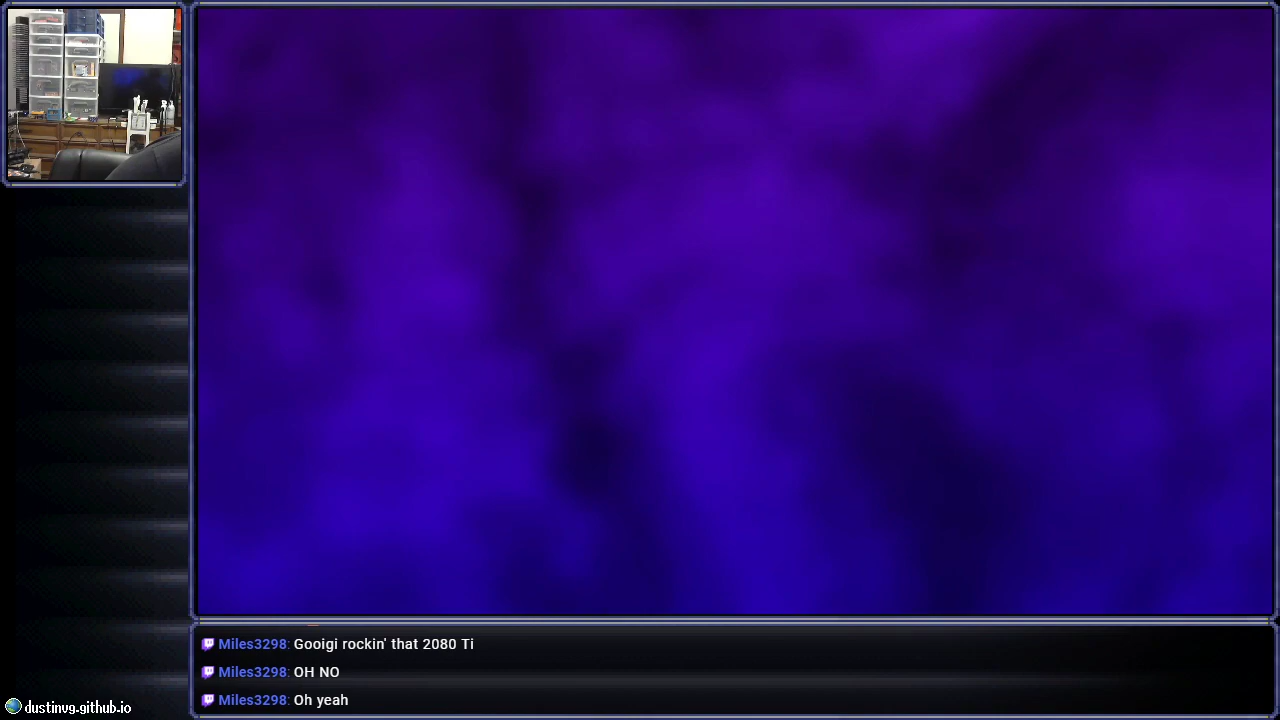 Miles3298: Gooigi rockin' that 2080 Ti
Miles3298: OH NO
Miles3298: Oh yeah
dustinvg.github.io